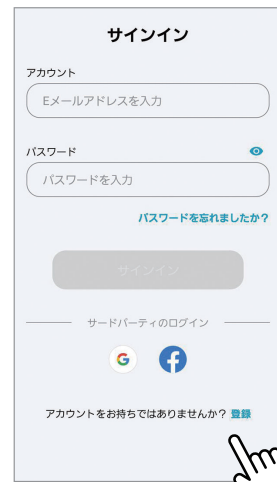 サインイン
アカウント
Eメールアドレスを入力
パスワード
パスワードを入力
パスワードを忘れましたか?
サインイン
サードパーティのログイン
G
f
アカウントをお持ちではありませんか? 登録